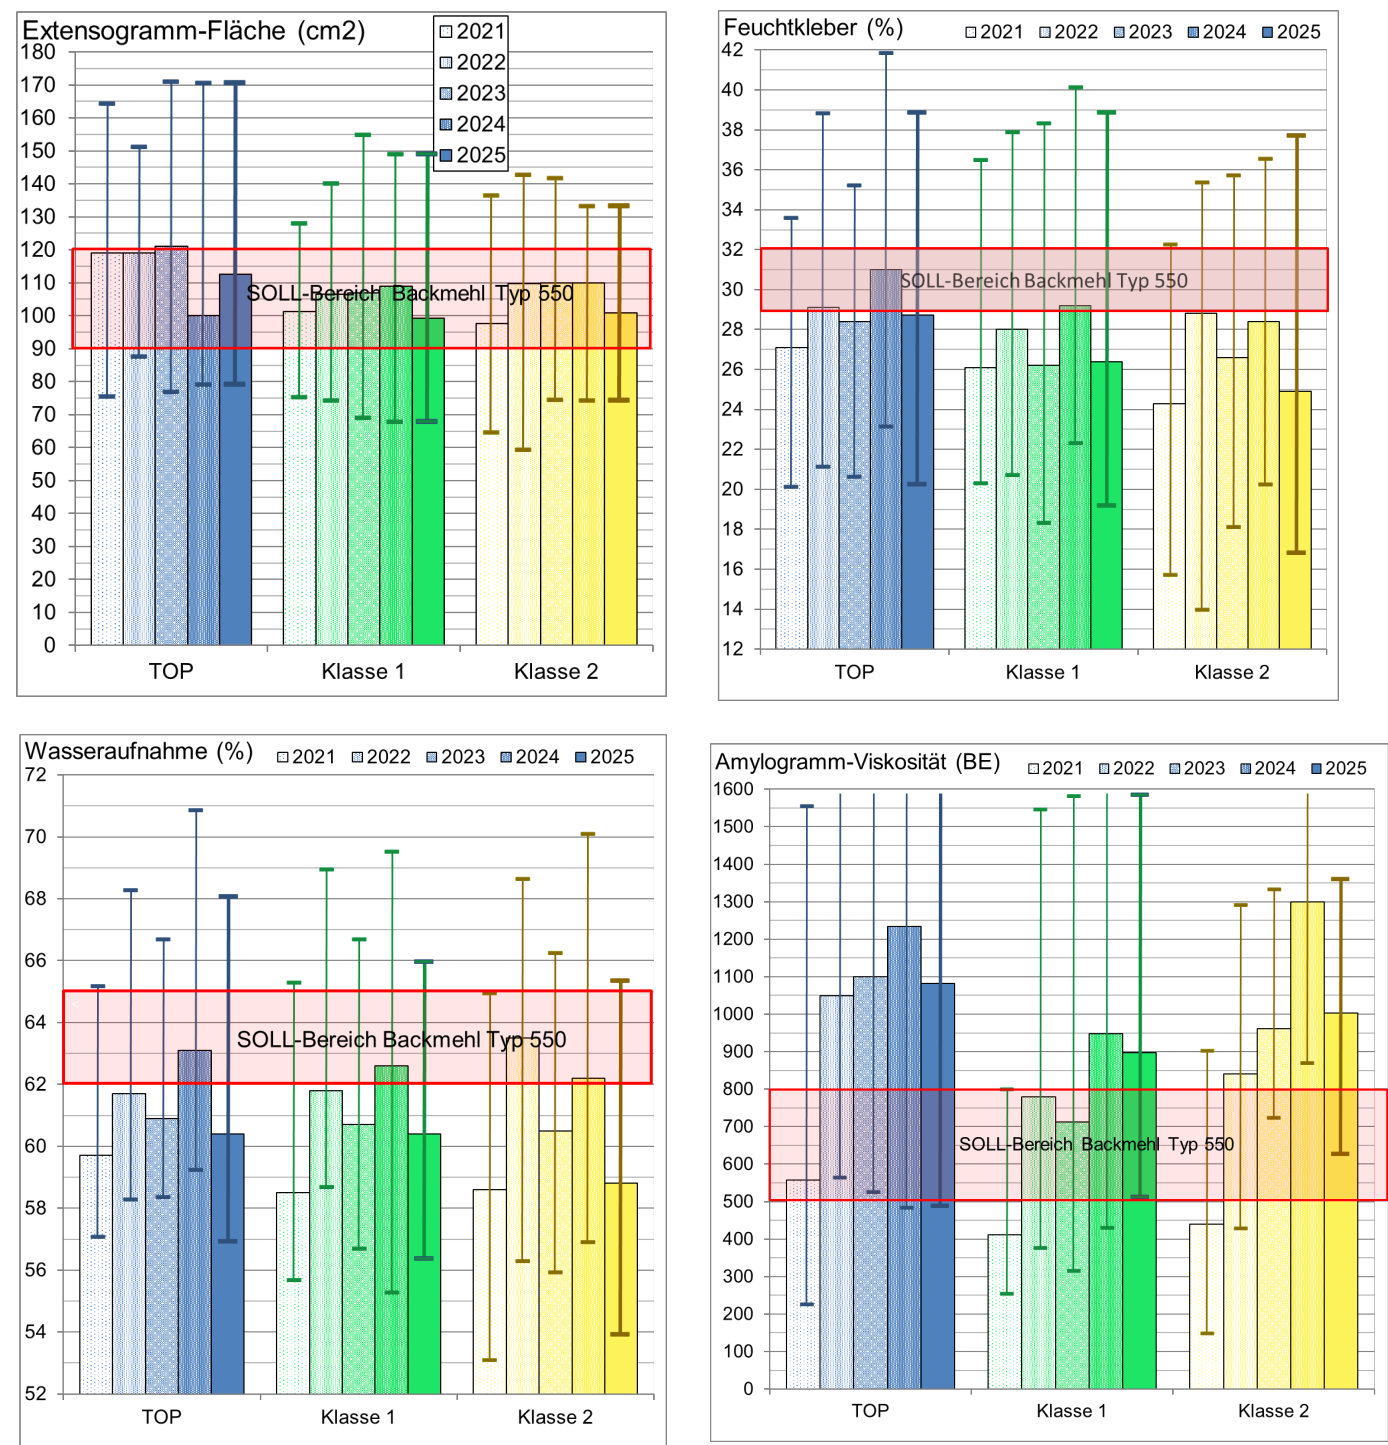 Extensogramm-Fläche (cm2)
2021
2022
2023
2024
2025
180
170
160
150
140
130
120
110
100
90
80
70
60
50
40
30
20
10
0
SOLL-Bereich Backmehl Typ 550
TOP
Klasse 1
Klasse 2
Feuchtkleber (%)
2021 2022 2023 2024 2025
42
40
38
36
34
32
30
28
26
24
22
20
18
16
14
12
SOLL-Bereich Backmehl Typ 550
TOP
Klasse 1
Klasse 2
Wasseraufnahme (%)
2021 2022 2023 2024 2025
72
70
68
66
64
62
60
58
56
54
52
SOLL-Bereich Backmehl Typ 550
TOP
Klasse 1
Klasse 2
Amylogramm-Viskosität (BE)
2021 2022 2023 2024 2025
1600
1500
1400
1300
1200
1100
1000
900
800
700
600
500
400
300
200
100
0
SOLL-Bereich Backmehl Typ 550
TOP
Klasse 1
Klasse 2